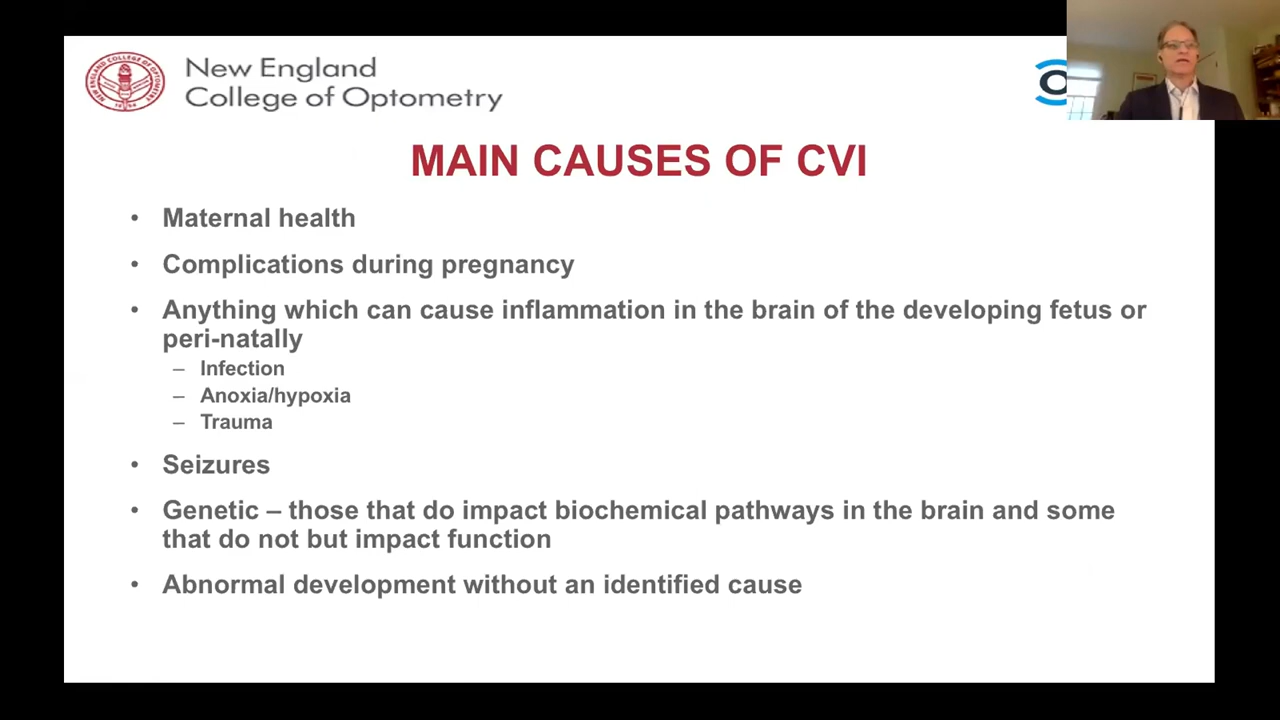 New England
College of Optometry
MAIN CAUSES OF CVI
• Maternal health
• Complications during pregnancy
• Anything which can cause inflammation in the brain of the developing fetus or
peri-natally
– Infection
– Anoxia/hypoxia
– Trauma
• Seizures
• Genetic – those that do impact biochemical pathways in the brain and some
that do not but impact function
• Abnormal development without an identified cause